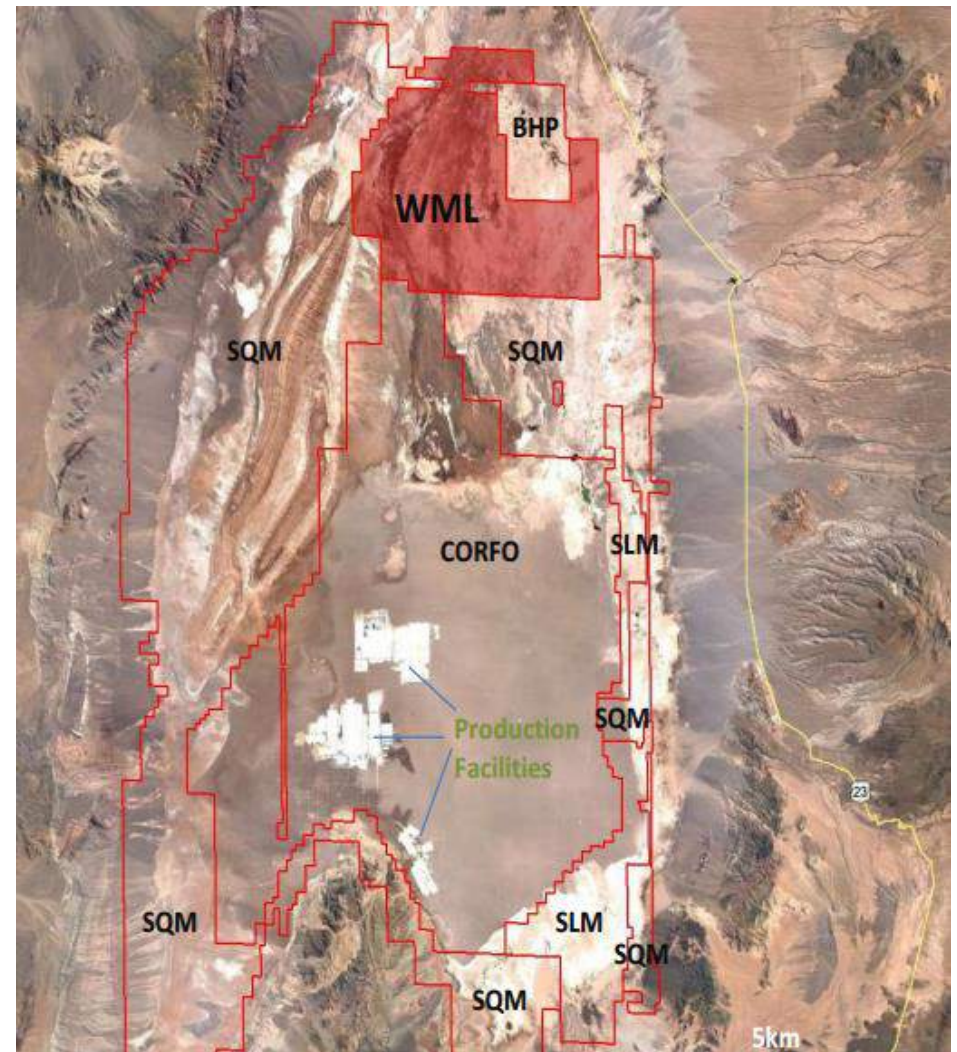 BHP
WML
SQM
SQM
SLM
CORFO
SQM
Production
Facilities
23
SQM
SLM
SQM
SQM
5km